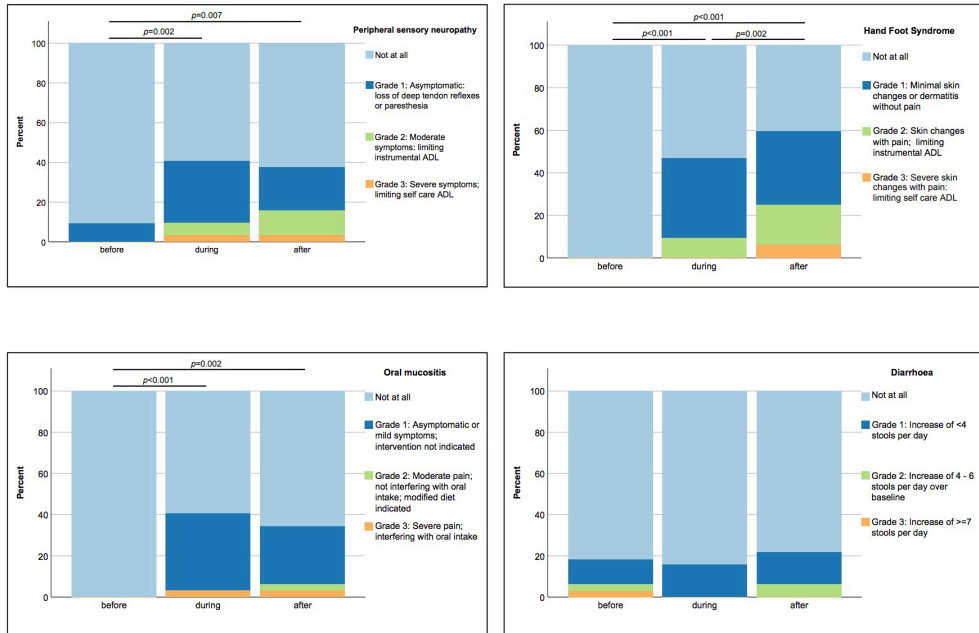 p=0.007
p=0.002
Peripheral sensory neuropathy
100
80
60
40
20
0
Percent
before
during
after
Not at all
Grade 1: Asymptomatic:
loss of deep tendon reflexes
or paresthesia
Grade 2: Moderate
symptoms: limiting
instrumental ADL
Grade 3: Severe symptoms;
limiting self care ADL
p<0.001
p<0.001
p=0.002
Hand Foot Syndrome
100
80
60
40
20
0
Percent
before
during
after
Not at all
Grade 1: Minimal skin
changes or dermatitis
without pain
Grade 2: Skin changes
with pain; limiting
instrumental ADL
Grade 3: Severe skin
changes with pain:
limiting self care ADL
p=0.002
p<0.001
Oral mucositis
100
80
60
40
20
0
Percent
before
during
after
Not at all
Grade 1: Asymptomatic or
mild symptoms;
intervention not indicated
Grade 2: Moderate pain;
not interfering with oral
intake; modified diet
indicated
Grade 3: Severe pain;
interfering with oral intake
Diarrhoea
100
80
60
40
20
0
Percent
before
during
after
Not at all
Grade 1: Increase of <4
stools per day
Grade 2: Increase of 4 - 6
stools per day over
baseline
Grade 3: Increase of >=7
stools per day